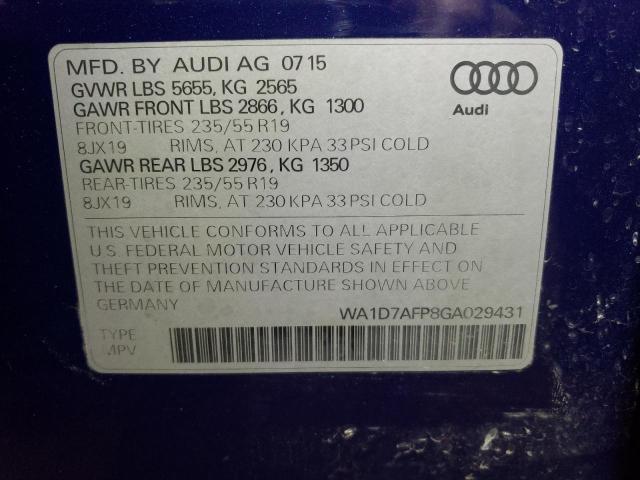 MFD. BY AUDI AG 07 15
GVWR LBS 5655, KG 2565
GAWR FRONT LBS 2866, KG 1300
FRONT-TIRES 235/55 R19
8JX19 RIMS, AT 230 KPA 33 PSI COLD
GAWR REAR LBS 2976, KG 1350
REAR-TIRES 235/55 R19
8JX19 RIMS, AT 230 KPA 33 PSI COLD
Audi
THIS VEHICLE CONFORMS TO ALL APPLICABLE
U.S. FEDERAL MOTOR VEHICLE SAFETY AND
THEFT PREVENTION STANDARDS IN EFFECT ON
THE DATE OF MANUFACTURE SHOWN ABOVE.
GERMANY
WA1D7AFP8GA029431
TYPE
MPV